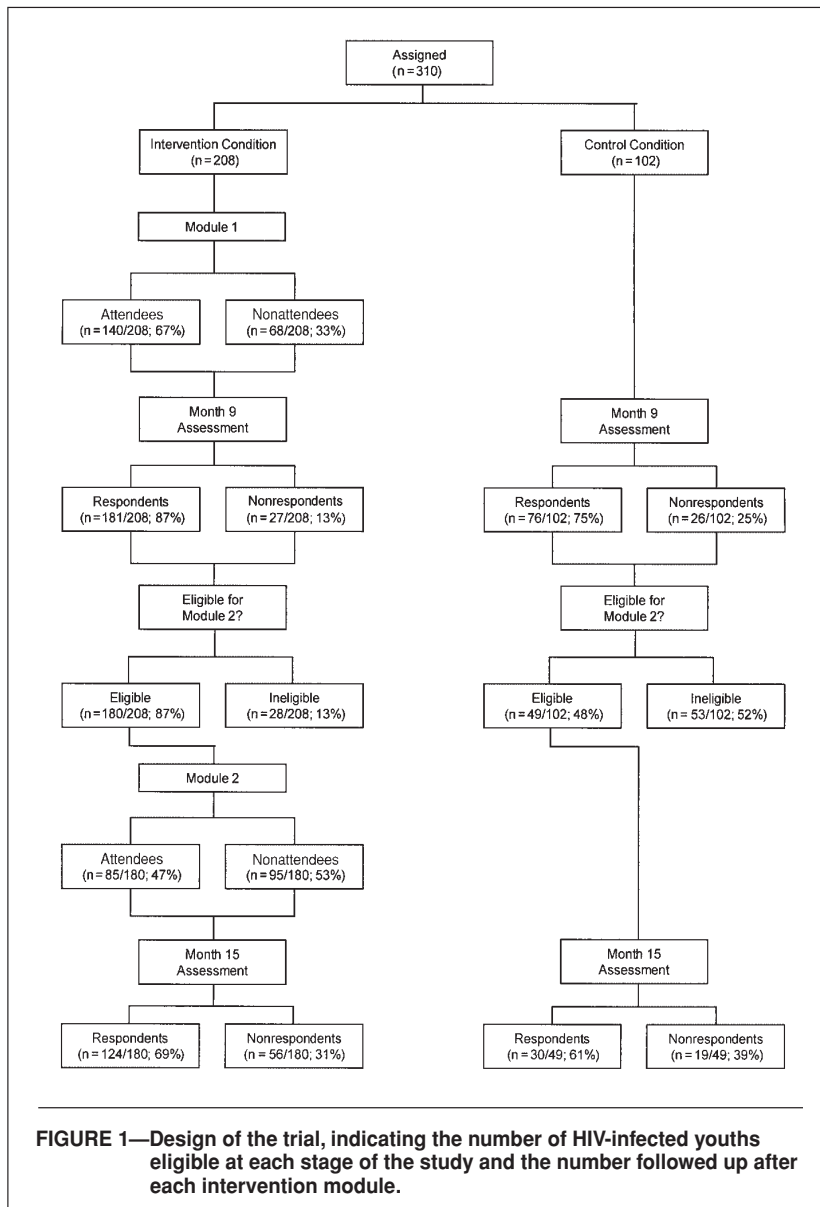 Assigned
(n=310)
Intervention Condition
(n=208)
Control Condition
(n=102)
Module 1
Attendees
(n=140/208; 67%)
Nonattendees
(n=68/208; 33%)
Month 9
Assessment
Month 9
Assessment
Respondents
(n=181/208; 87%)
Nonrespondents
(n=27/208; 13%)
Respondents
(n=76/102; 75%)
Nonrespondents
(n=26/102; 25%)
Eligible for
Module 2?
Eligible for
Module 2?
Eligible
(n=180/208; 87%)
Ineligible
(n=28/208; 13%)
Eligible
(n=49/102; 48%)
Ineligible
(n=53/102; 52%)
Module 2
Attendees
(n=85/180; 47%)
Nonattendees
(n=95/180; 53%)
Month 15
Assessment
Month 15
Assessment
Respondents
(n=124/180; 69%)
Nonrespondents
(n=56/180; 31%)
Respondents
(n=30/49; 61%)
Nonrespondents
(n=19/49; 39%)
FIGURE 1—Design of the trial, indicating the number of HIV-infected youths
eligible at each stage of the study and the number followed up after
each intervention module.